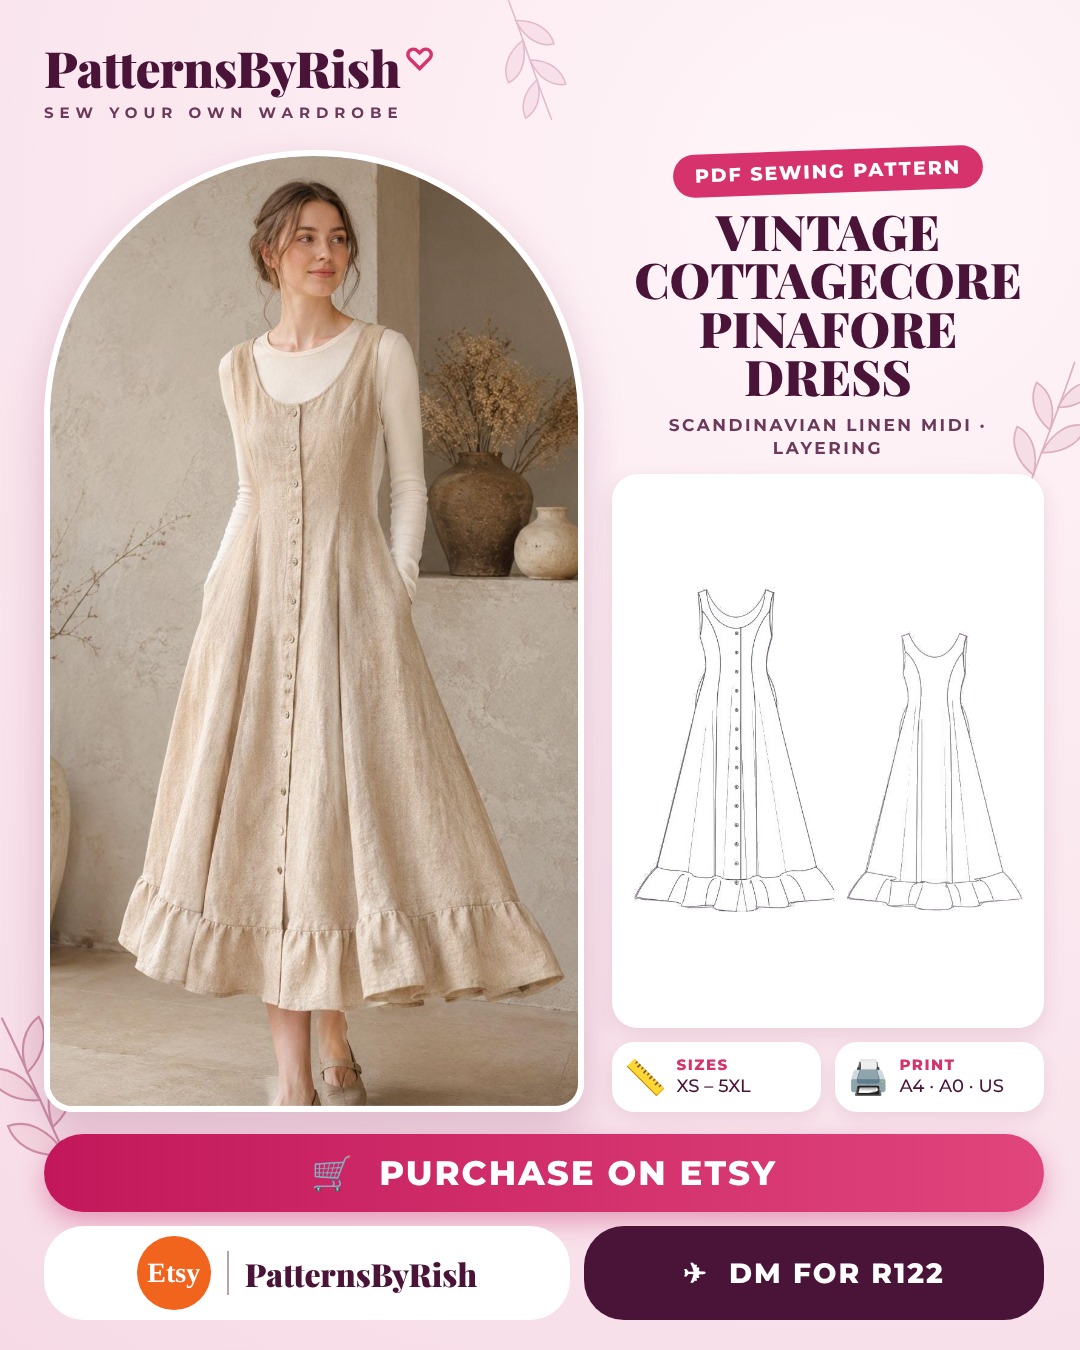 PatternsByRish
SEW YOUR OWN WARDROBE
PDF SEWING PATTERN
VINTAGE
COTTAGECORE
PINAFORE
DRESS
SCANDINAVIAN LINEN MIDI ·
LAYERING
SIZES
XS – 5XL
PRINT
A4 · A0 · US
PURCHASE ON ETSY
Etsy
PatternsByRish
DM FOR R122